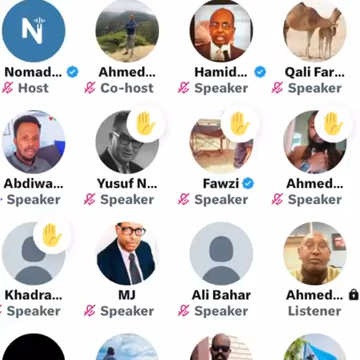 N
Nomad... Ahmed... Hamid... Qali Far...
Host Co-host Speaker Speaker
Abdiwa... Yusuf N... Fawzi Ahmed...
Speaker Speaker Speaker Speaker
Khadra... MJ Ali Bahar Ahmed...
Speaker Speaker Speaker Listener